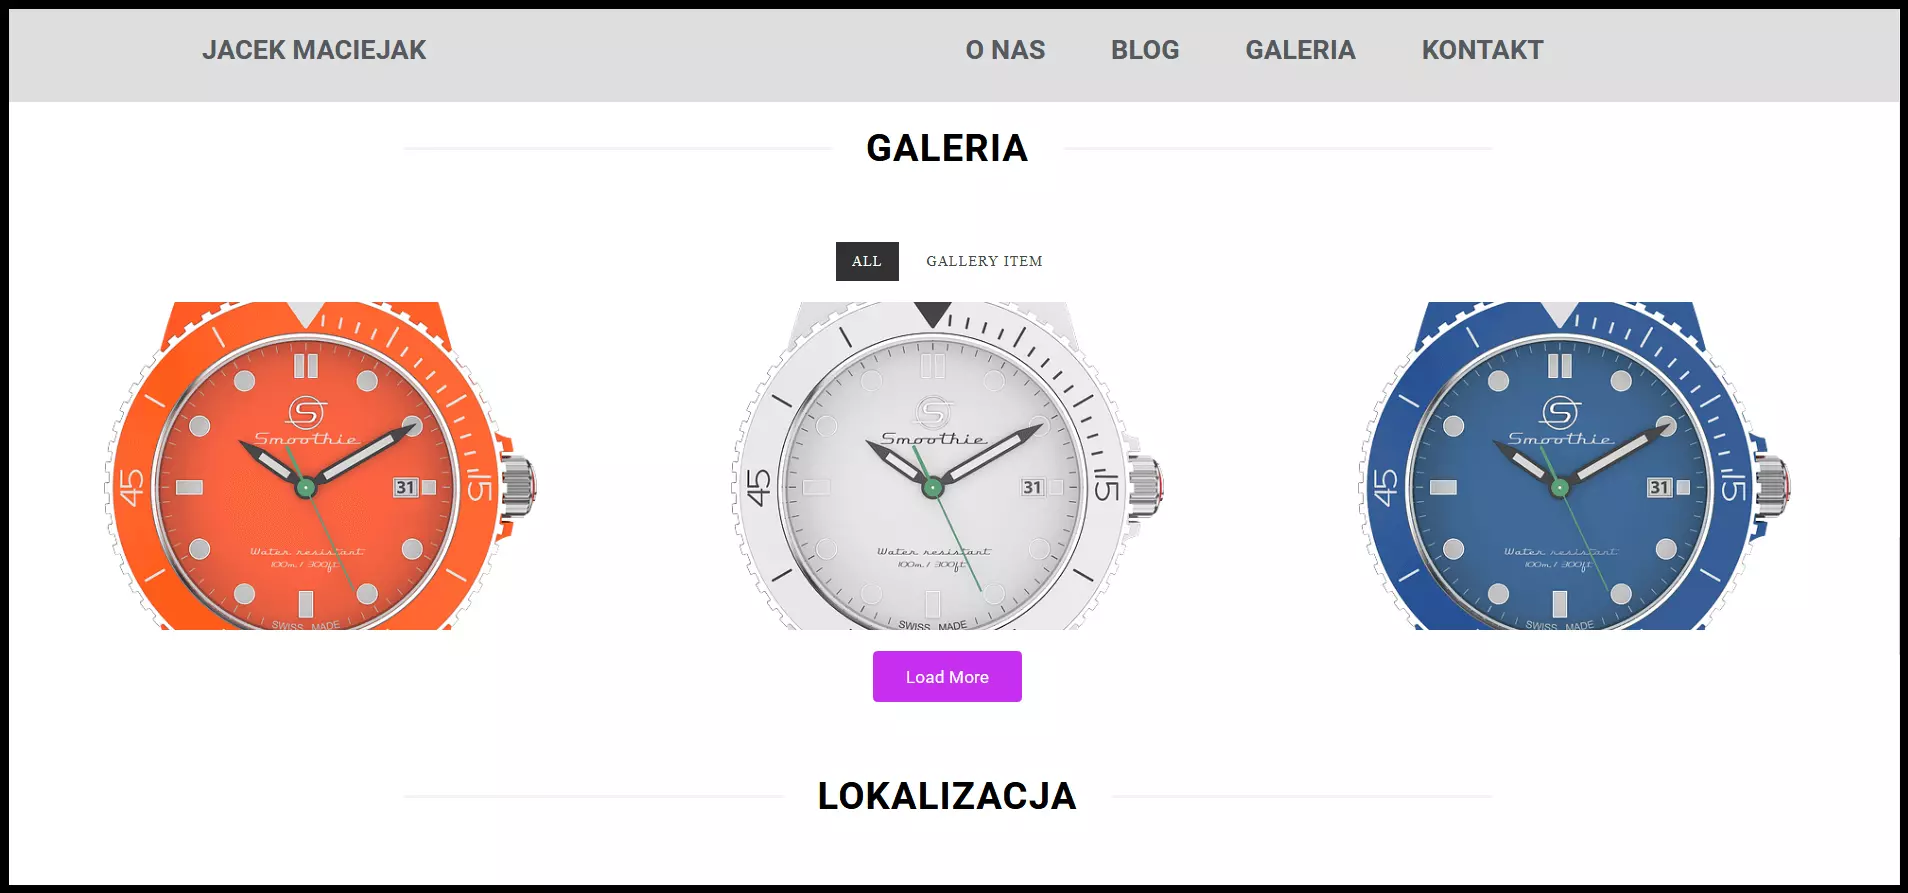 JACEK MACIEJAK O NAS BLOG GALERIA KONTAKT
GALERIA
ALL GALLERY ITEM
S S S
Smoothie Smoothie Smoothie
45 31 15 45 31 15 45 31 15
Water resistant Water resistant Water resistant
100m / 300ft 100m / 300ft 100m / 300ft
SWISS MADE SWISS MADE SWISS MADE
Load More
LOKALIZACJA